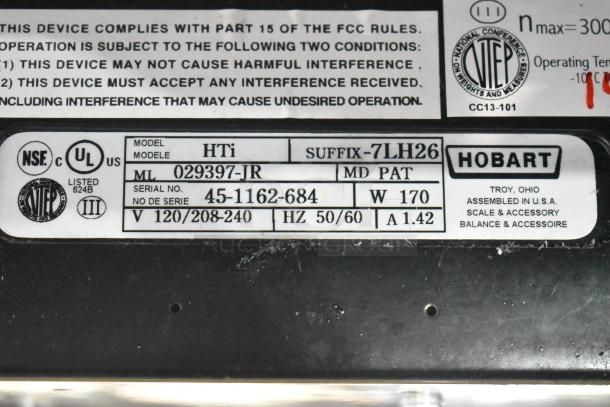 THIS DEVICE COMPLIES WITH PART 15 OF THE FCC RULES.
OPERATION IS SUBJECT TO THE FOLLOWING TWO CONDITIONS:
(1) THIS DEVICE MAY NOT CAUSE HARMFUL INTERFERENCE ,
(2) THIS DEVICE MUST ACCEPT ANY INTERFERENCE RECEIVED,
INCLUDING INTERFERENCE THAT MAY CAUSE UNDESIRED OPERATION.
III
n max=300
NATIONAL CONFERENCE
ON WEIGHTS AND MEASURES
NTEP
CC13-101
Operating Tem
-10 C
NSF
C UL US
LISTED
624B
NTEP
III
MODEL
MODELE
HTi
SUFFIX-7LH26
ML 029397-JR
MD PAT
SERIAL NO.
NO DE SERIE
45-1162-684
W 170
V 120/208-240
HZ 50/60
A 1.42
HOBART
TROY, OHIO
ASSEMBLED IN U.S.A.
SCALE & ACCESSORY
BALANCE & ACCESSOIRE
AUCTION GROUP